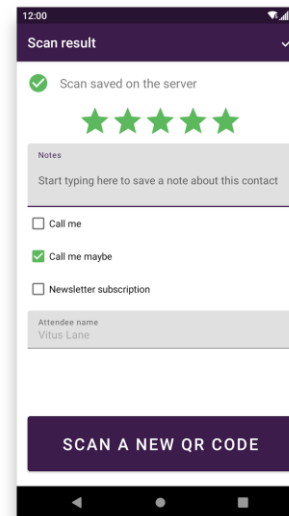 12:00
Scan result
Scan saved on the server
Notes
Start typing here to save a note about this contact
Call me
Call me maybe
Newsletter subscription
Attendee name
Vitus Lane
SCAN A NEW QR CODE